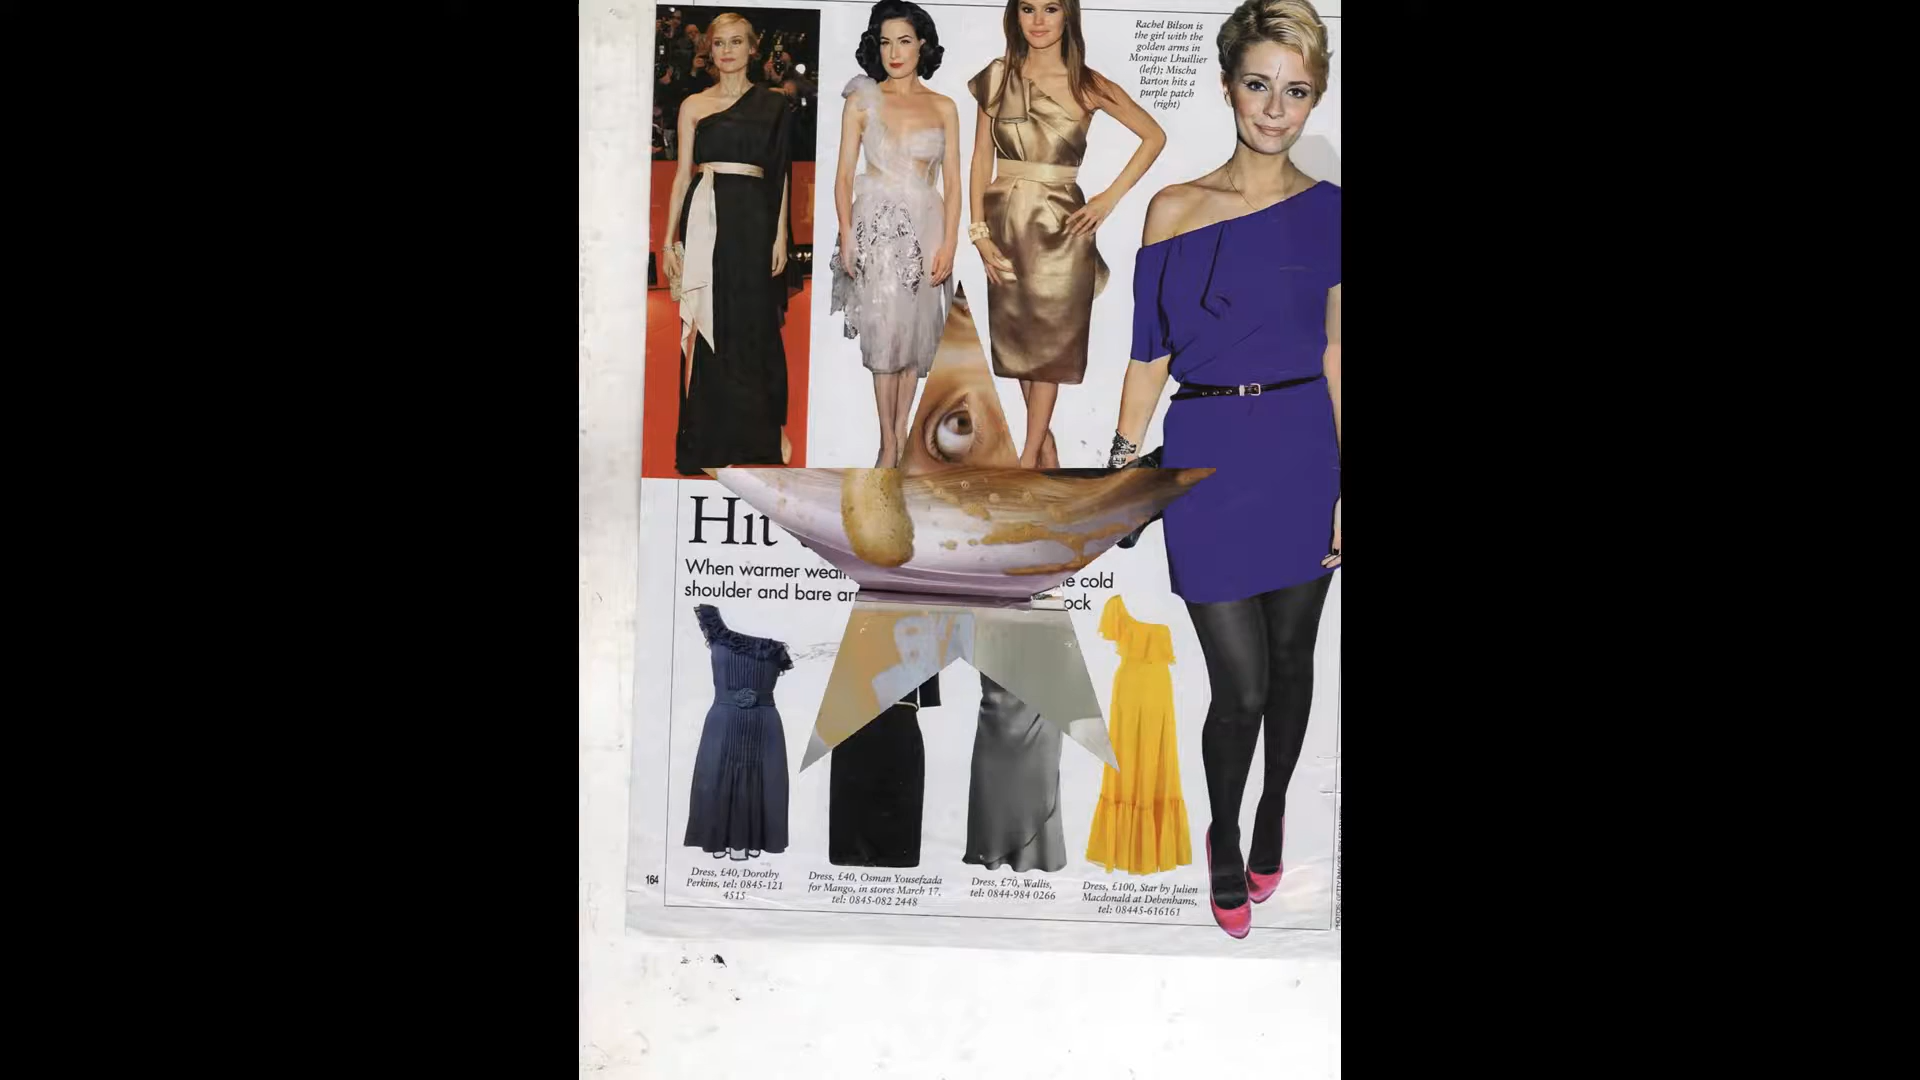 Rachel Bilson is
the girl with the
golden arms in
Monique Lhuillier
(left); Mischa
Barton hits a
purple patch
(right)
Hit
When warmer
cold
shoulder and bare
Dress, £40, Dorothy
Perkins, tel: 0845-121
4515
Dress, £40, Osman Yousefzada
for Mango, in stores March 17,
tel: 0845-082 2448
Dress, £70, Wallis,
tel: 0844-984 0266
Dress, £100, Star by Julien
Macdonald at Debenhams,
tel: 08445-616161
164